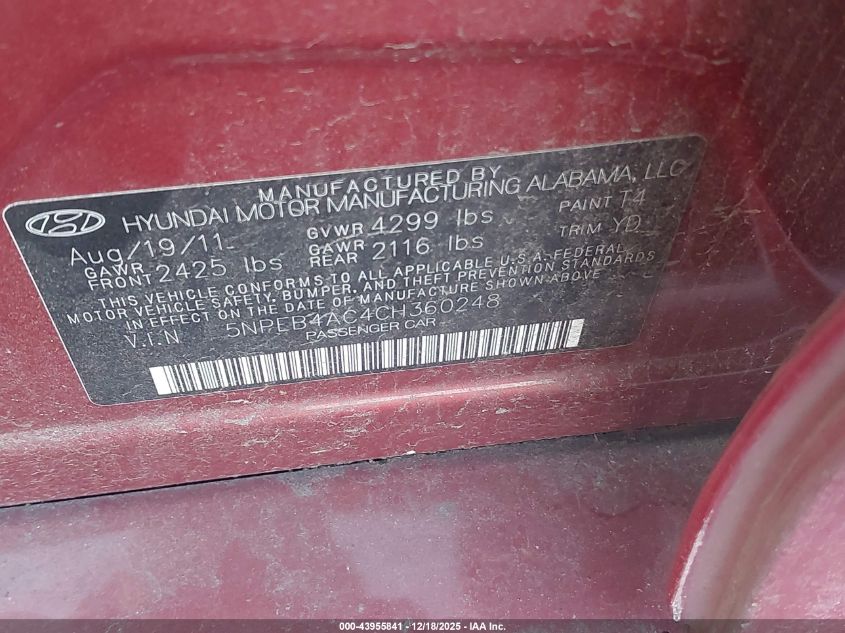 MANUFACTURED BY
HYUNDAI MOTOR MANUFACTURING ALABAMA, LLC
Aug/19/11 GVWR 4299 lbs PAINT T4
GAWR FRONT 2425 lbs GAWR REAR 2116 lbs TRIM YD
THIS VEHICLE CONFORMS TO ALL APPLICABLE U.S.A. FEDERAL
MOTOR VEHICLE SAFETY, BUMPER, AND THEFT PREVENTION STANDARDS
IN EFFECT ON THE DATE OF MANUFACTURE SHOWN ABOVE
V.I.N 5NPEB4AC4CH360248
PASSENGER CAR
000-43955841 - 12/18/2025 - IAA Inc.